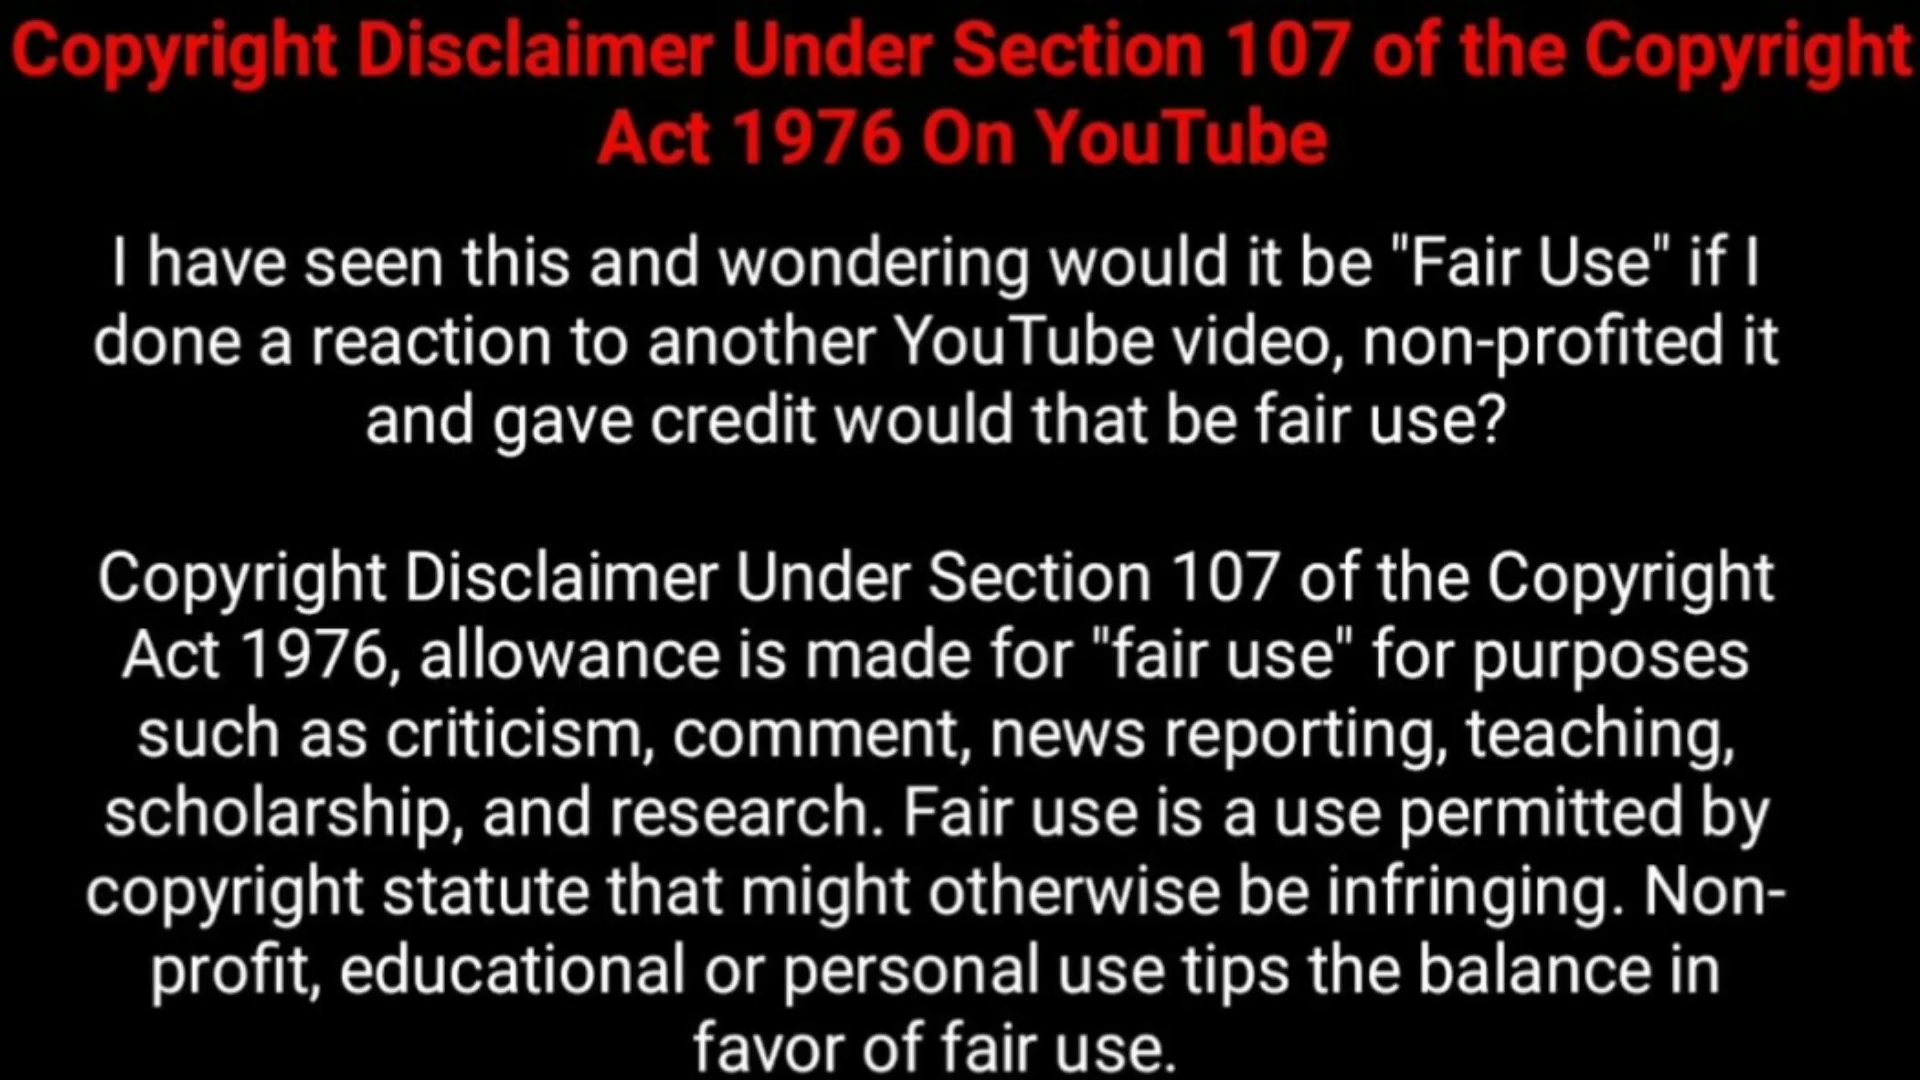 Copyright Disclaimer Under Section 107 of the Copyright
Act 1976 On YouTube
I have seen this and wondering would it be "Fair Use" if I
done a reaction to another YouTube video, non-profited it
and gave credit would that be fair use?
Copyright Disclaimer Under Section 107 of the Copyright
Act 1976, allowance is made for "fair use" for purposes
such as criticism, comment, news reporting, teaching,
scholarship, and research. Fair use is a use permitted by
copyright statute that might otherwise be infringing. Non-
profit, educational or personal use tips the balance in
favor of fair use.